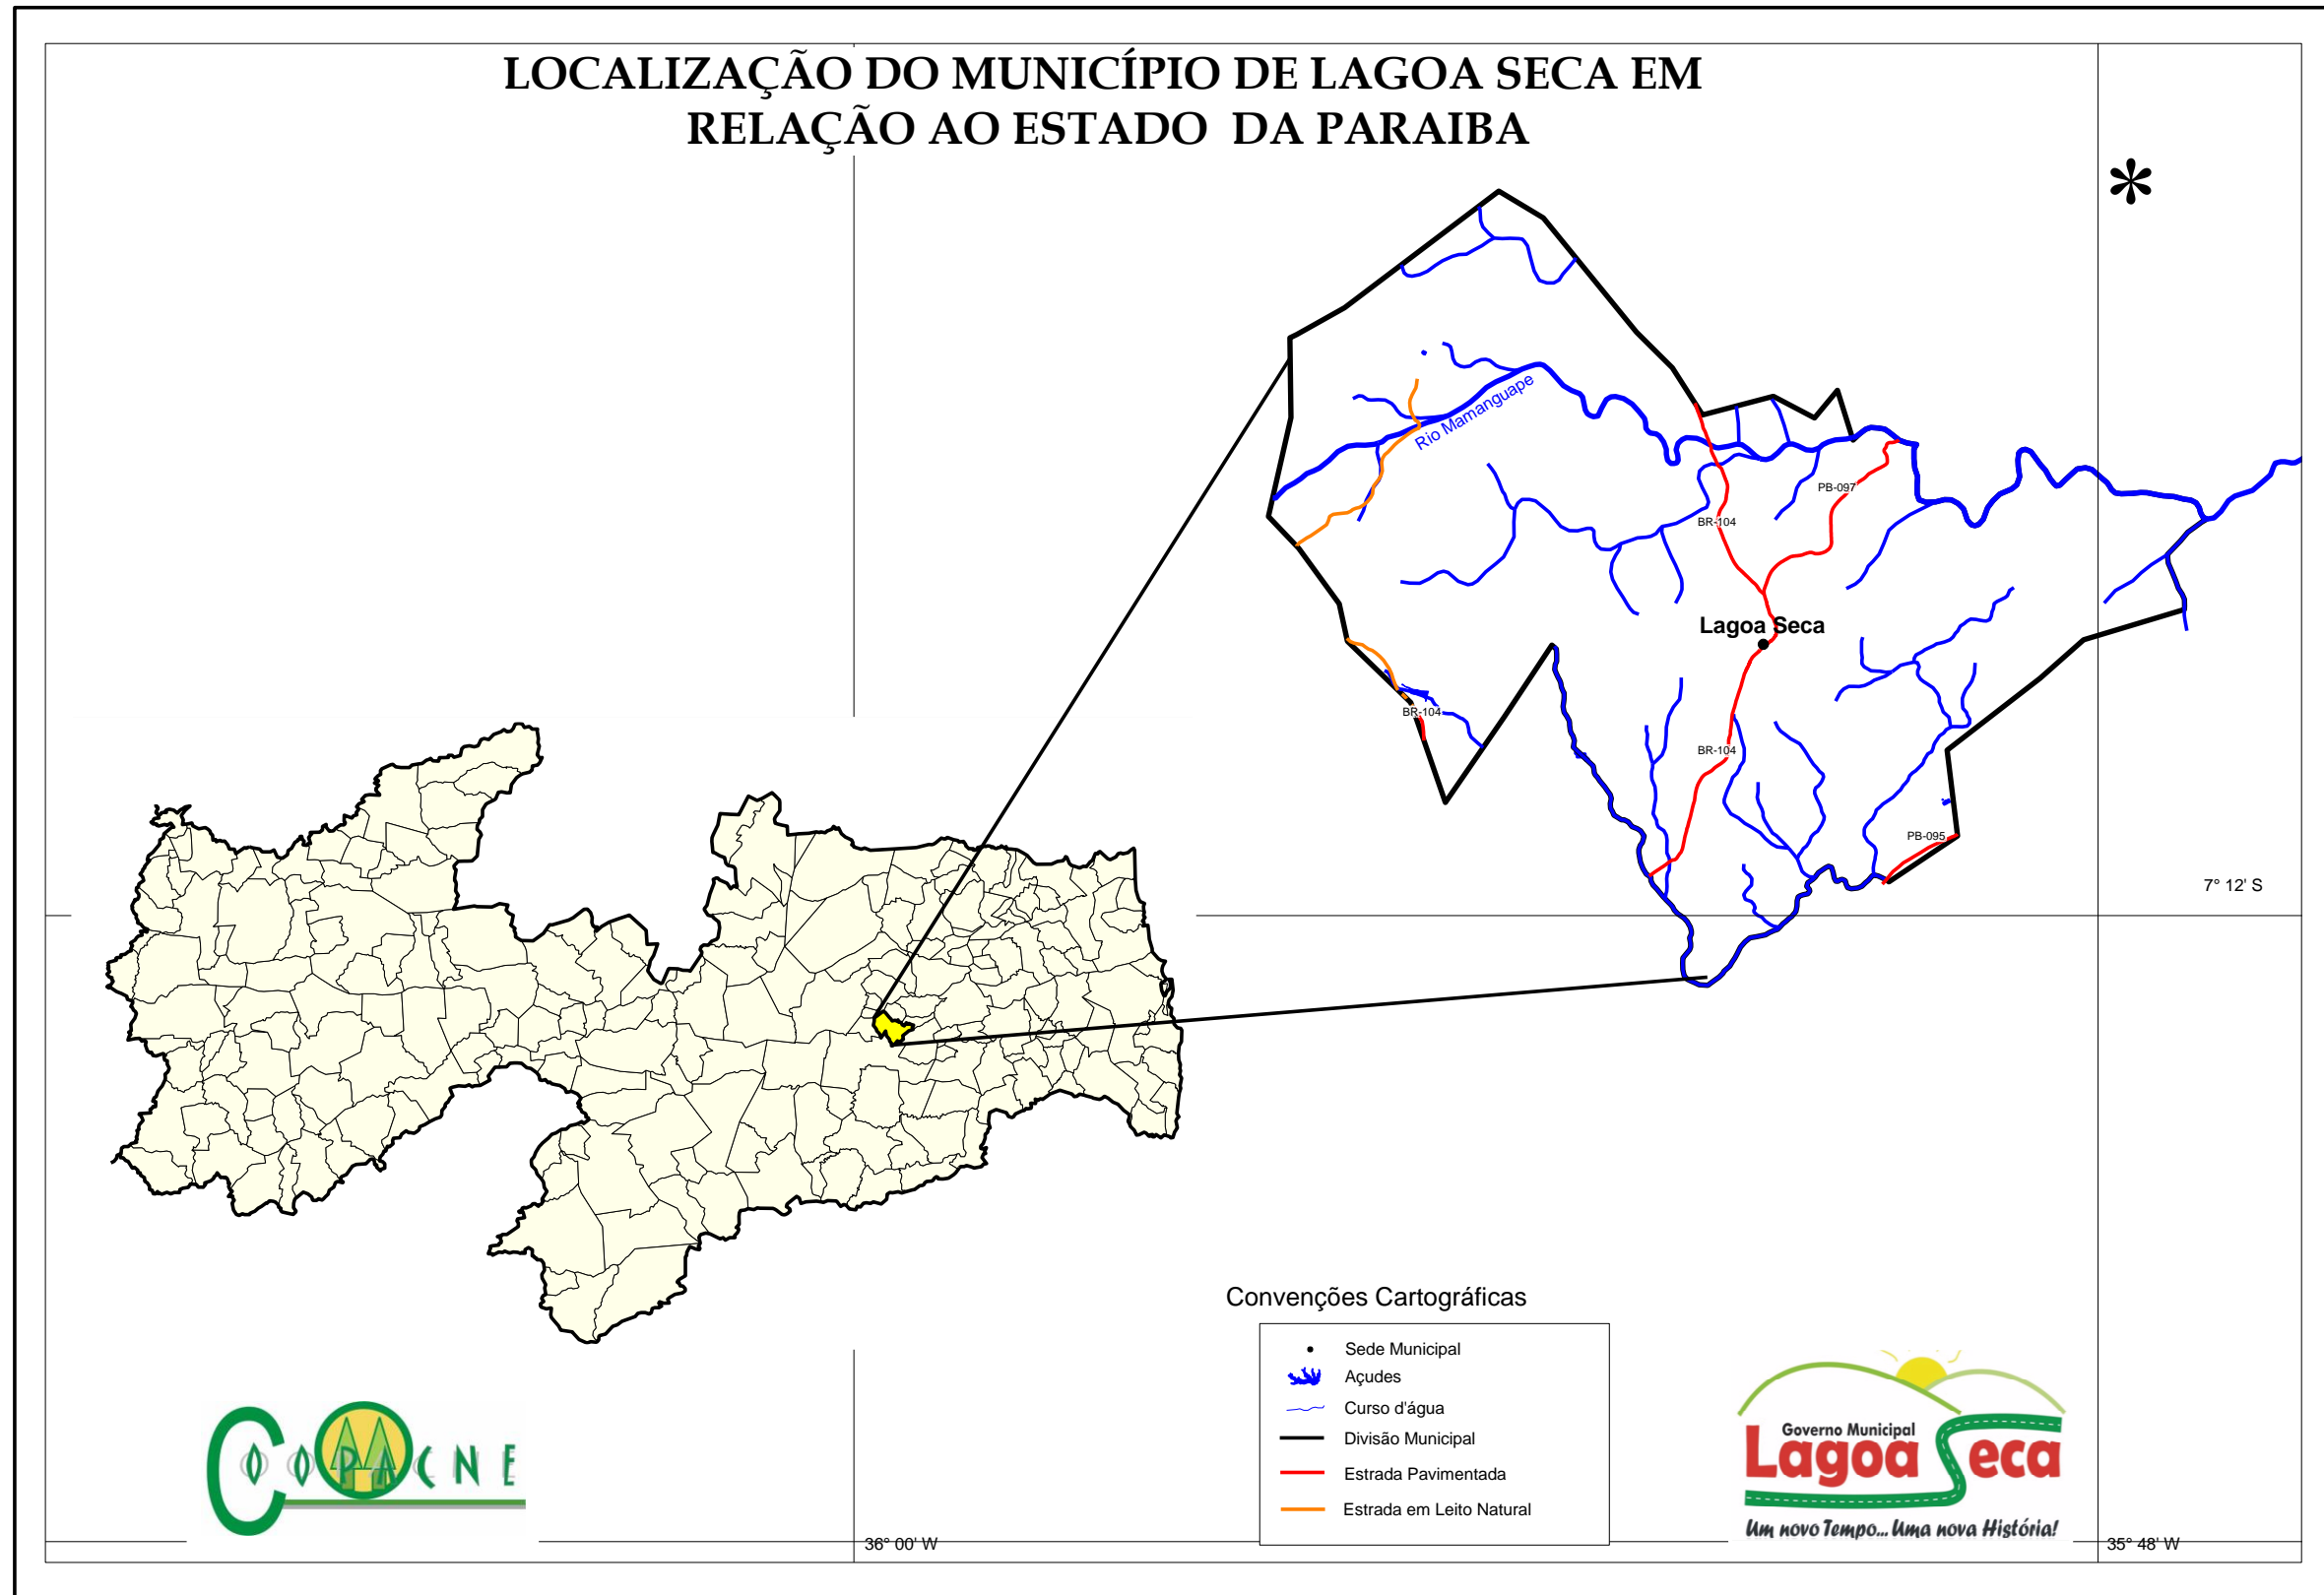 LOCALIZAÇÃO DO MUNICÍPIO DE LAGOA SECA EM
RELAÇÃO AO ESTADO DA PARAIBA
*
Rio Mamanguape
PB-097
BR-104
Lagoa Seca
BR-104
BR-104
PB-095
7° 12' S
Convenções Cartográficas
Sede Municipal
Açudes
Curso d'água
Divisão Municipal
Estrada Pavimentada
Estrada em Leito Natural
COOPACNE
Governo Municipal
Lagoa Seca
Um novo Tempo... Uma nova História!
36° 00' W
35° 48' W